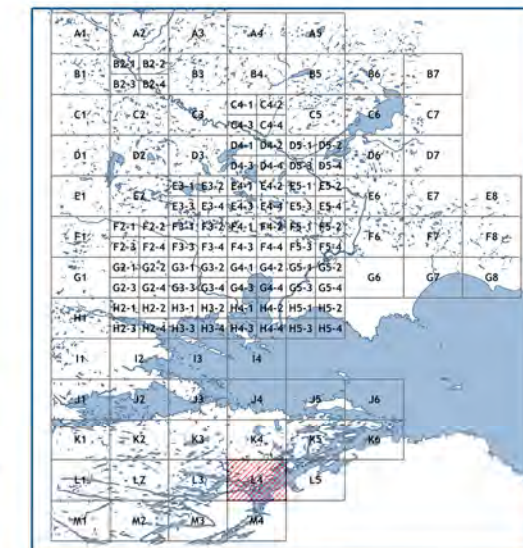 A1 A2 A3 A4 A5
B2-1 B2-2
B1 B3 B4 B5 B6 B7
B2-3 B2-4
C4-1 C4-2
C1 C2 C3 C5 C6 C7
C4-3 C4-4
D4-1 D4-2 D5-1 D5-2
D1 D2 D3 D6 D7
D4-3 D4-4 D5-3 D5-4
E3-1 E3-2 E4-1 E4-2 E5-1 E5-2
E1 E2 E6 E7 E8
E3-3 E3-4 E4-3 E4-4 E5-3 E5-4
F2-1 F2-2 F3-1 F3-2 F4-1 F4-2 F5-1 F5-2
F1 F6 F7 F8
F2-3 F2-4 F3-3 F3-4 F4-3 F4-4 F5-3 F5-4
G2-1 G2-2 G3-1 G3-2 G4-1 G4-2 G5-1 G5-2
G1 G6 G7 G8
G2-3 G2-4 G3-3 G3-4 G4-3 G4-4 G5-3 G5-4
H2-1 H2-2 H3-1 H3-2 H4-1 H4-2 H5-1 H5-2
H1
H2-3 H2-4 H3-3 H3-4 H4-3 H4-4 H5-3 H5-4
I1 I2 I3 I4
J1 J2 J3 J4 J5 J6
K1 K2 K3 K4 K5 K6
L1 L2 L3 L4 L5
M1 M2 M3 M4